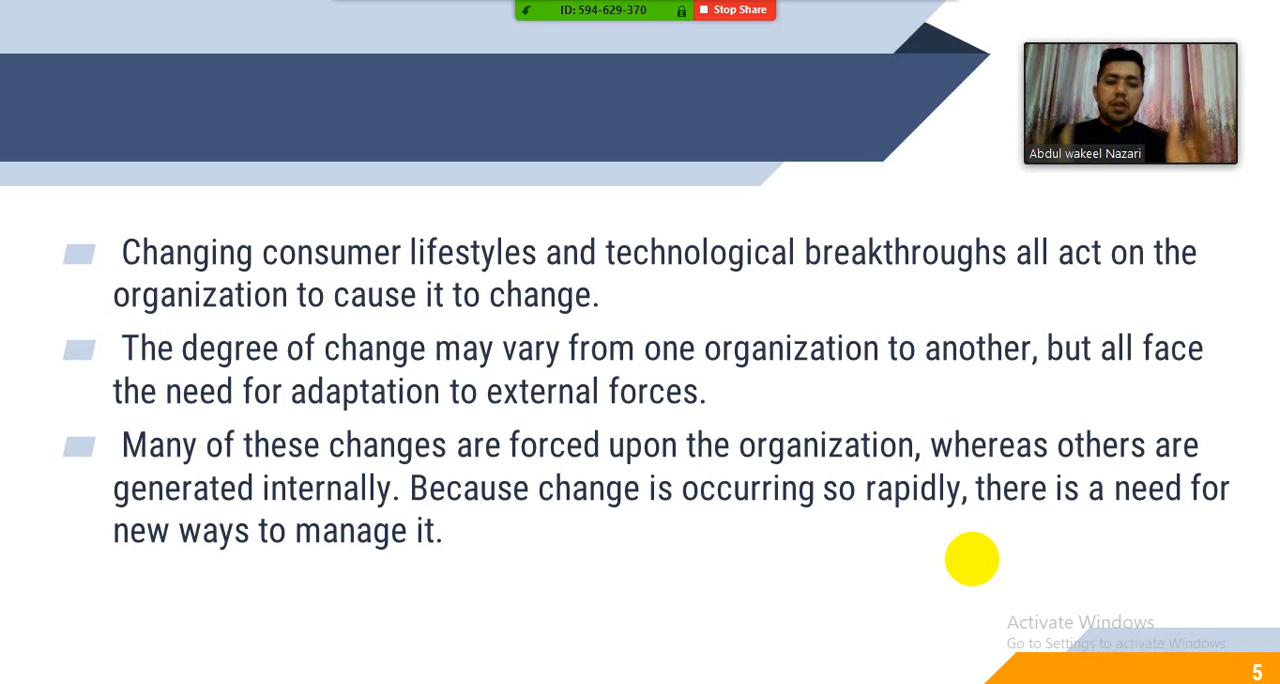 ID: 594-629-370
Stop Share
Abdul wakeel Nazari
Changing consumer lifestyles and technological breakthroughs all act on the
organization to cause it to change.
The degree of change may vary from one organization to another, but all face
the need for adaptation to external forces.
Many of these changes are forced upon the organization, whereas others are
generated internally. Because change is occurring so rapidly, there is a need for
new ways to manage it.
Activate Windows
Go to Settings to activate Windows.
5